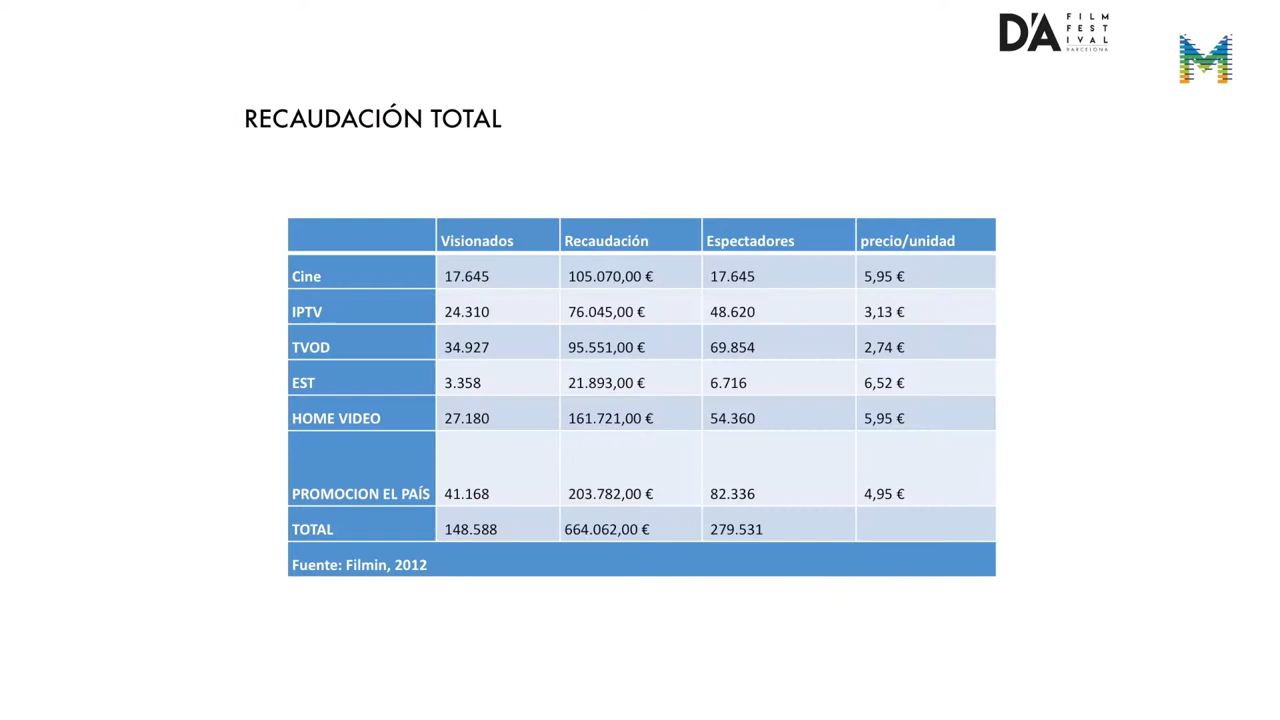 D'A FILM FESTIVAL BARCELONA
RECAUDACIÓN TOTAL
Visionados Recaudación Espectadores precio/unidad
Cine 17.645 105.070,00 € 17.645 5,95 €
IPTV 24.310 76.045,00 € 48.620 3,13 €
TVOD 34.927 95.551,00 € 69.854 2,74 €
EST 3.358 21.893,00 € 6.716 6,52 €
HOME VIDEO 27.180 161.721,00 € 54.360 5,95 €
PROMOCION EL PAÍS 41.168 203.782,00 € 82.336 4,95 €
TOTAL 148.588 664.062,00 € 279.531
Fuente: Filmin, 2012